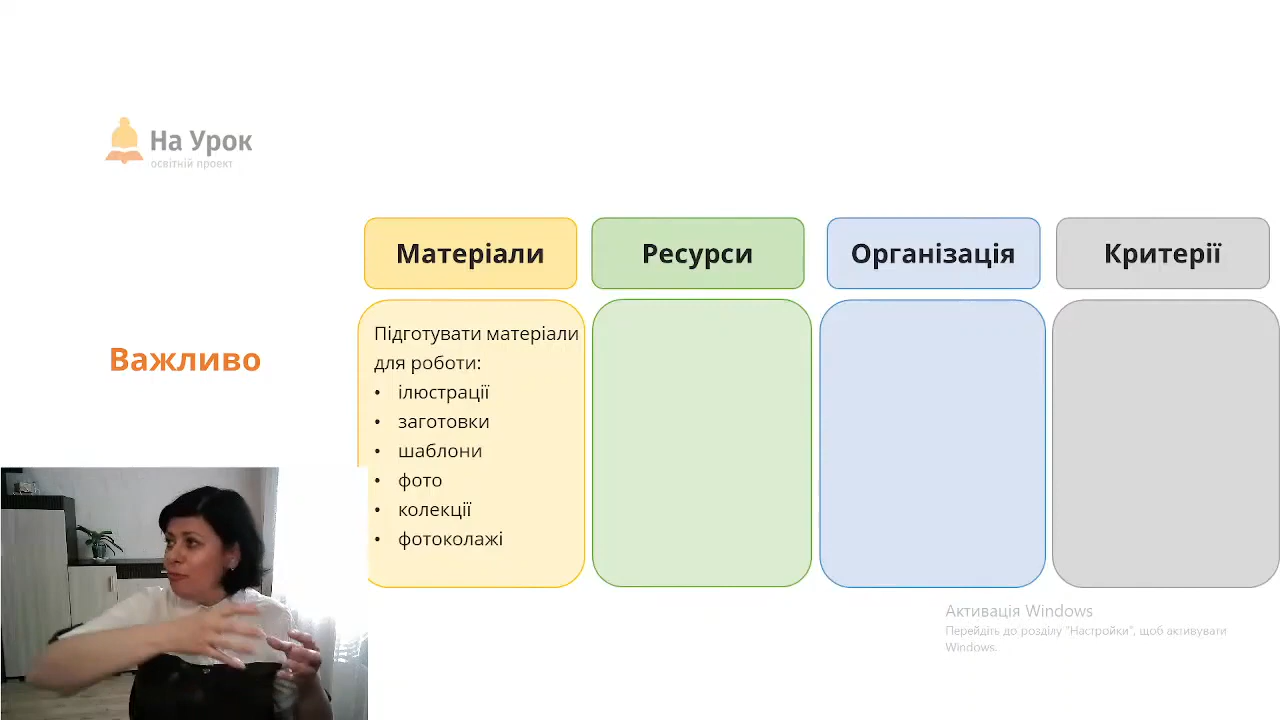 На Урок
освітній проект
Матеріали
Ресурси
Організація
Критерії
Важливо
Підготувати матеріали
для роботи:
• ілюстрації
• заготовки
• шаблони
• фото
• колекції
• фотоколажі
Активація Windows
Перейдіть до розділу "Настройки", щоб активувати
Windows.